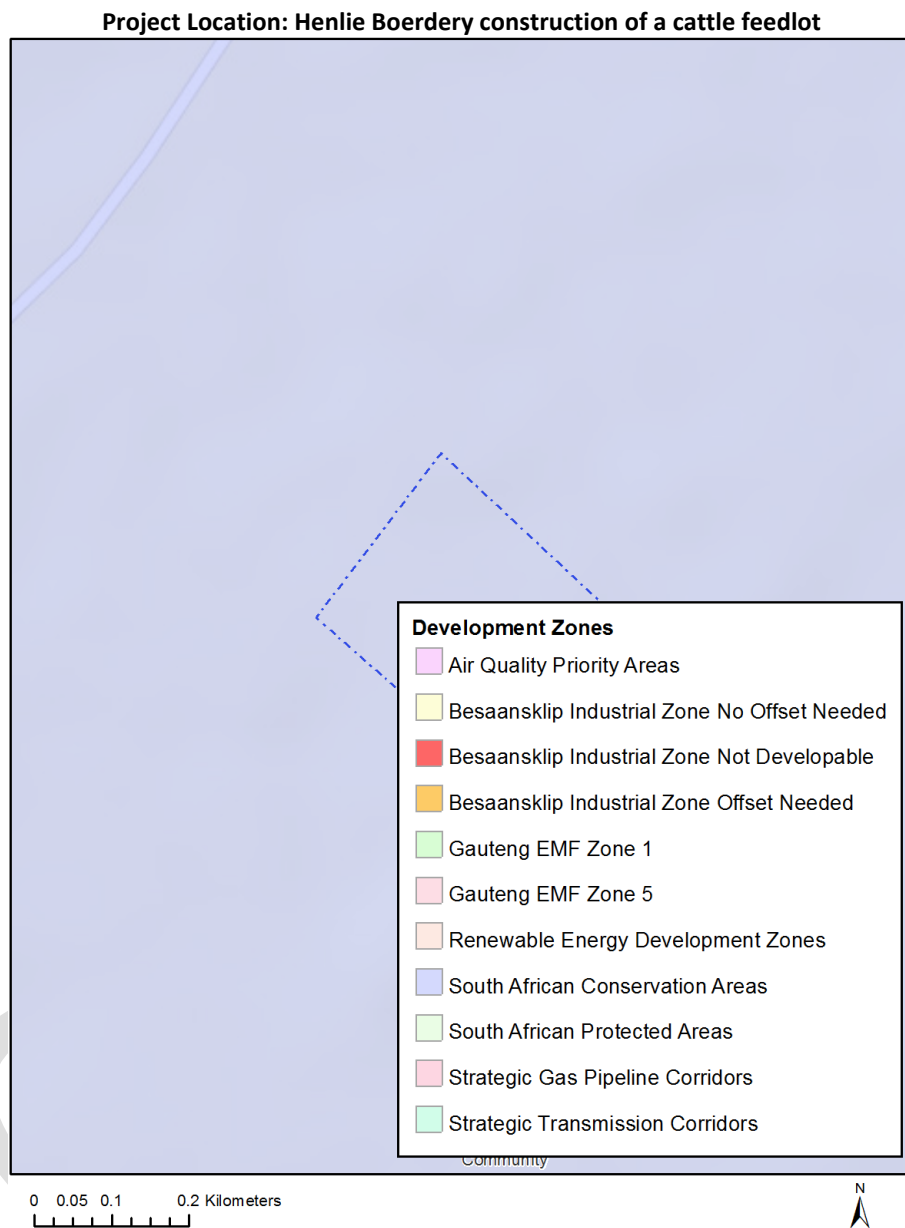 Project Location: Henlie Boerdery construction of a cattle feedlot
Development Zones
Air Quality Priority Areas
Besaansklip Industrial Zone No Offset Needed
Besaansklip Industrial Zone Not Developable
Besaansklip Industrial Zone Offset Needed
Gauteng EMF Zone 1
Gauteng EMF Zone 5
Renewable Energy Development Zones
South African Conservation Areas
South African Protected Areas
Strategic Gas Pipeline Corridors
Strategic Transmission Corridors
Community
0 0.05 0.1 0.2 Kilometers
N